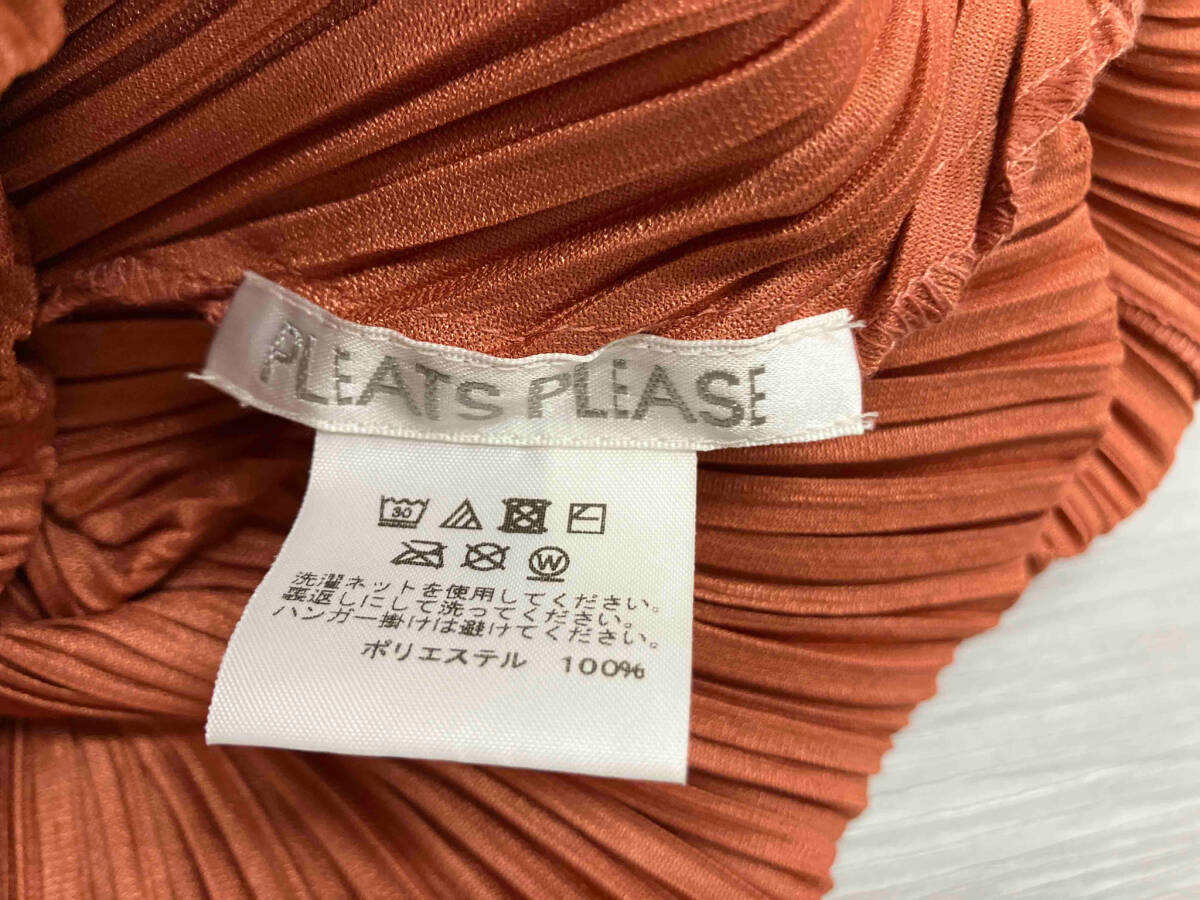 PLEATS PLEASE
30
W
洗濯ネットを使用してください。
裏返しにして洗ってください。
ハンガー掛けは避けてください。
ポリエステル 100%